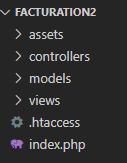 FACTURATION2
assets
controllers
models
views
.htaccess
index.php